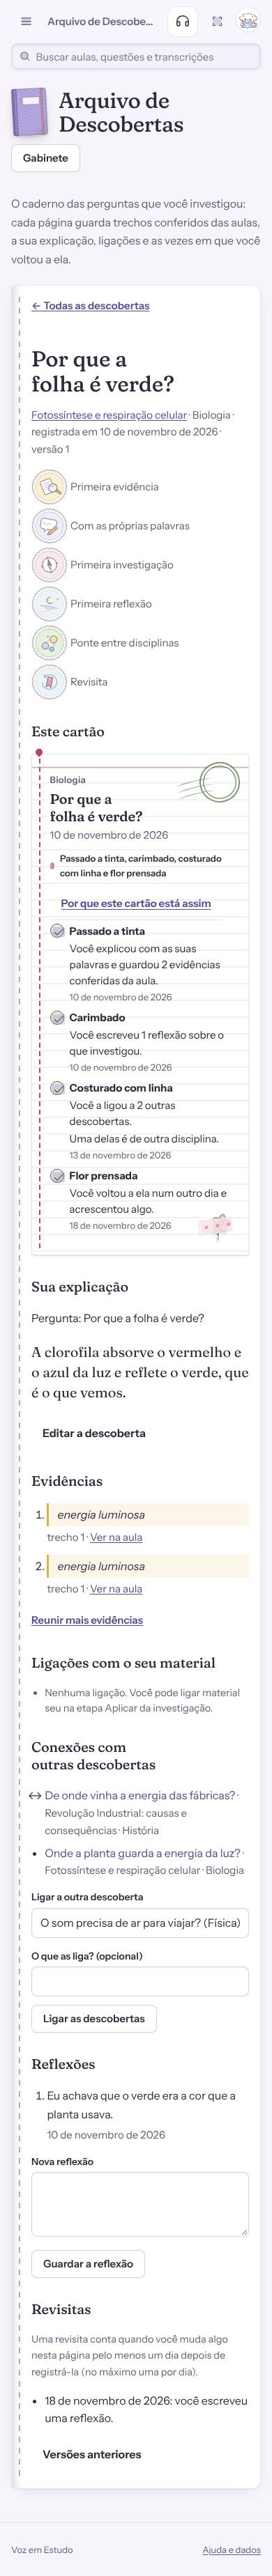 Arquivo de Descobe...
Buscar aulas, questões e transcrições
Arquivo de
Descobertas
Gabinete
O caderno das perguntas que você investigou:
cada página guarda trechos conferidos das aulas,
a sua explicação, ligações e as vezes em que você
voltou a ela.
← Todas as descobertas
Por que a
folha é verde?
Fotossíntese e respiração celular · Biologia ·
registrada em 10 de novembro de 2026 ·
versão 1
Primeira evidência
Com as próprias palavras
Primeira investigação
Primeira reflexão
Ponte entre disciplinas
Revisita
Este cartão
Biologia
Por que a
folha é verde?
10 de novembro de 2026
Passado a tinta, carimbado, costurado
com linha e flor prensada
Por que este cartão está assim
Passado a tinta
Você explicou com as suas
palavras e guardou 2 evidências
conferidas da aula.
10 de novembro de 2026
Carimbado
Você escreveu 1 reflexão sobre o
que investigou.
10 de novembro de 2026
Costurado com linha
Você a ligou a 2 outras
descobertas.
Uma delas é de outra disciplina.
13 de novembro de 2026
Flor prensada
Você voltou a ela num outro dia e
acrescentou algo.
18 de novembro de 2026
Sua explicação
Pergunta: Por que a folha é verde?
A clorofila absorve o vermelho e
o azul da luz e reflete o verde, que
é o que vemos.
Editar a descoberta
Evidências
1. energia luminosa
trecho 1 · Ver na aula
2. energia luminosa
trecho 1 · Ver na aula
Reunir mais evidências
Ligações com o seu material
• Nenhuma ligação. Você pode ligar material
seu na etapa Aplicar da investigação.
Conexões com
outras descobertas
↔ De onde vinha a energia das fábricas? ·
Revolução Industrial: causas e
consequências · História
• Onde a planta guarda a energia da luz? ·
Fotossíntese e respiração celular · Biologia
Ligar a outra descoberta
O som precisa de ar para viajar? (Física)
O que as liga? (opcional)
Ligar as descobertas
Reflexões
1. Eu achava que o verde era a cor que a
planta usava.
10 de novembro de 2026
Nova reflexão
Guardar a reflexão
Revisitas
Uma revisita conta quando você muda algo
nesta página pelo menos um dia depois de
registrá-la (no máximo uma por dia).
• 18 de novembro de 2026: você escreveu
uma reflexão.
Versões anteriores
Voz em Estudo
Ajuda e dados